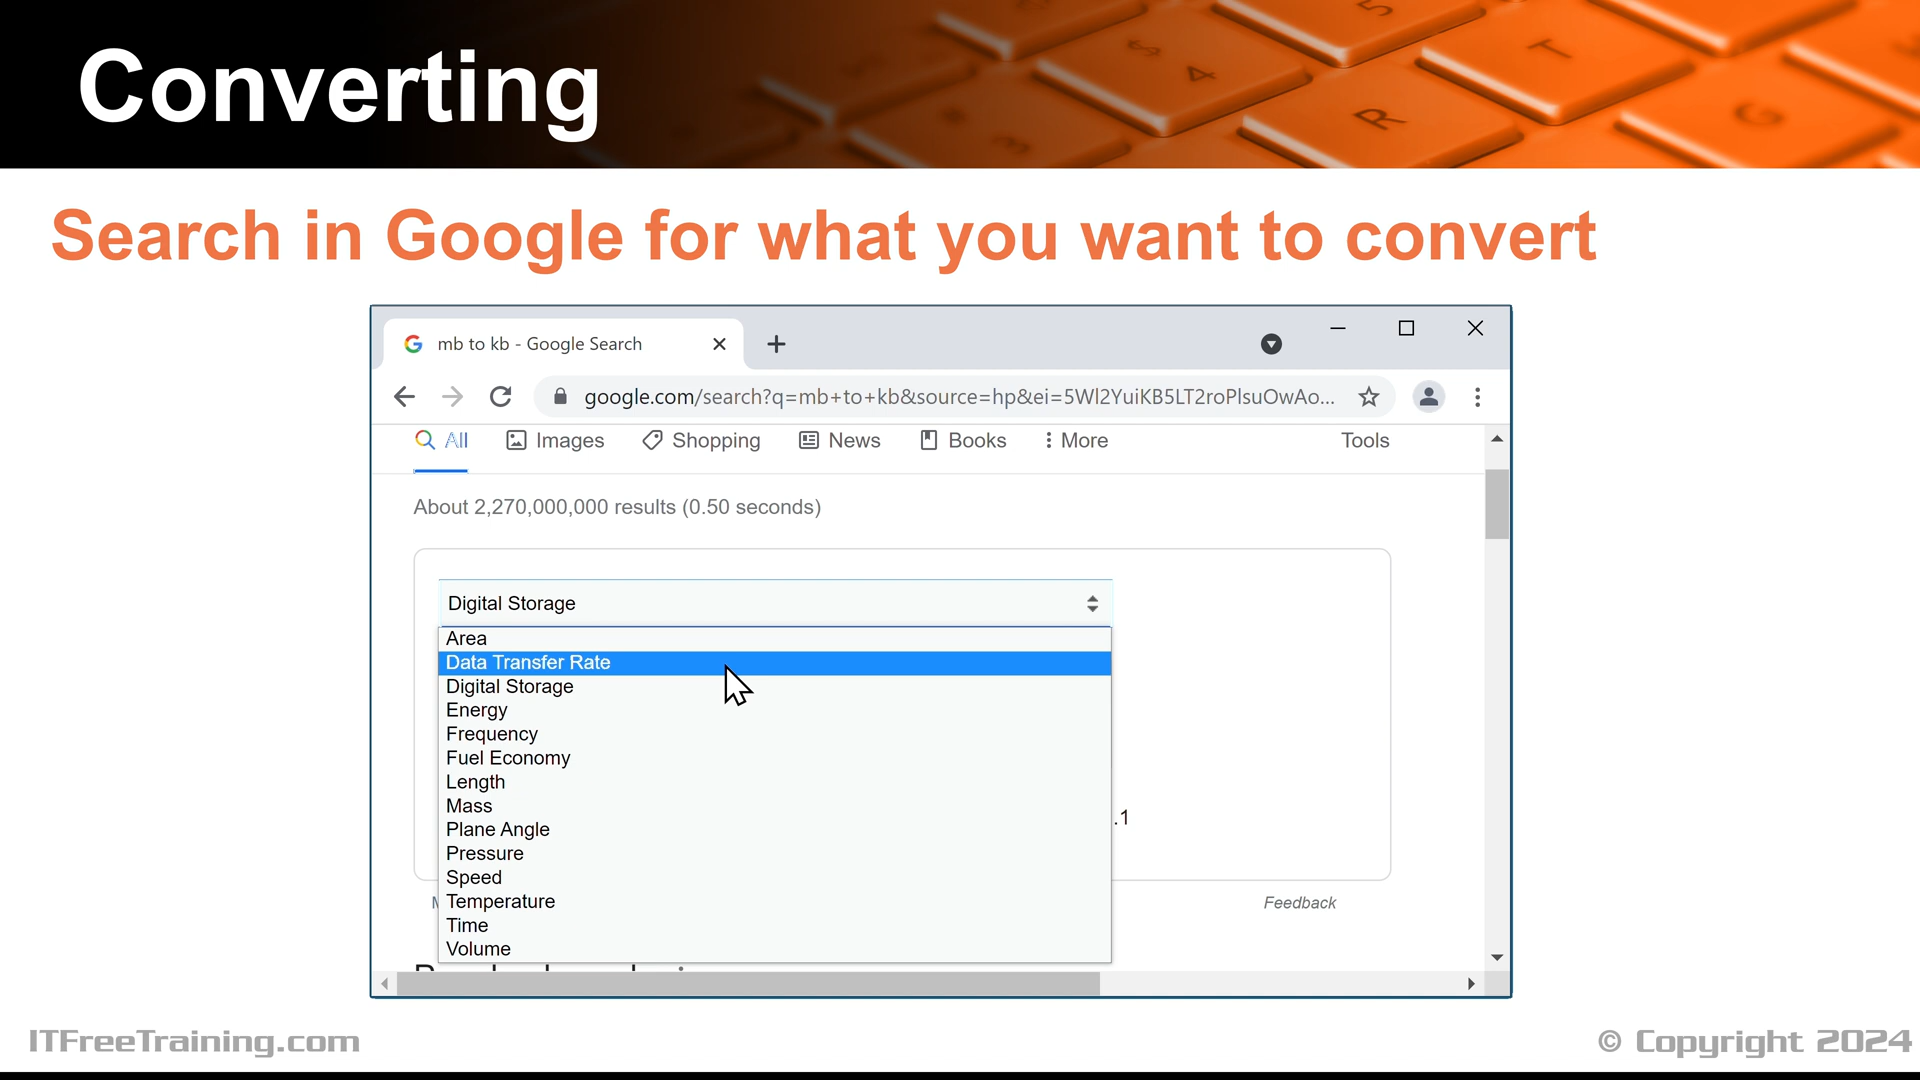 Converting
Search in Google for what you want to convert
mb to kb - Google Search
google.com/search?q=mb+to+kb&source=hp&ei=5Wl2YuiKB5LT2roPlsuOwAo...
All Images Shopping News Books More Tools
About 2,270,000,000 results (0.50 seconds)
Digital Storage
Area
Data Transfer Rate
Digital Storage
Energy
Frequency
Fuel Economy
Length
Mass
Plane Angle
.1
Pressure
Speed
Temperature
Feedback
Time
Volume
ITFreeTraining.com
© Copyright 2024